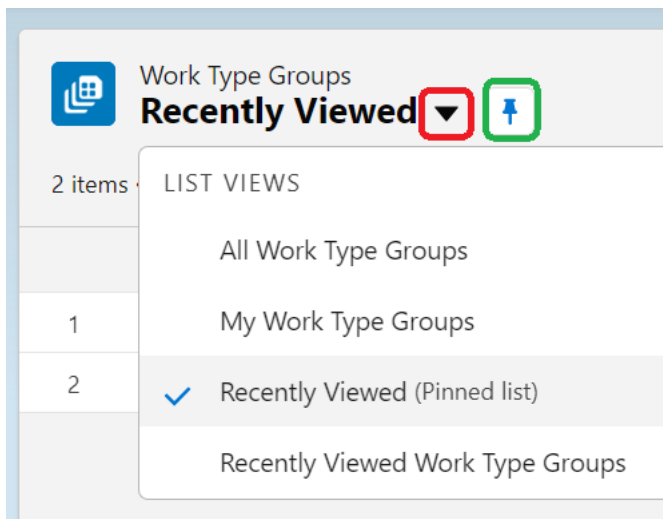 Work Type Groups
Recently Viewed
2 items
LIST VIEWS
All Work Type Groups
My Work Type Groups
1
Recently Viewed (Pinned list)
2
Recently Viewed Work Type Groups